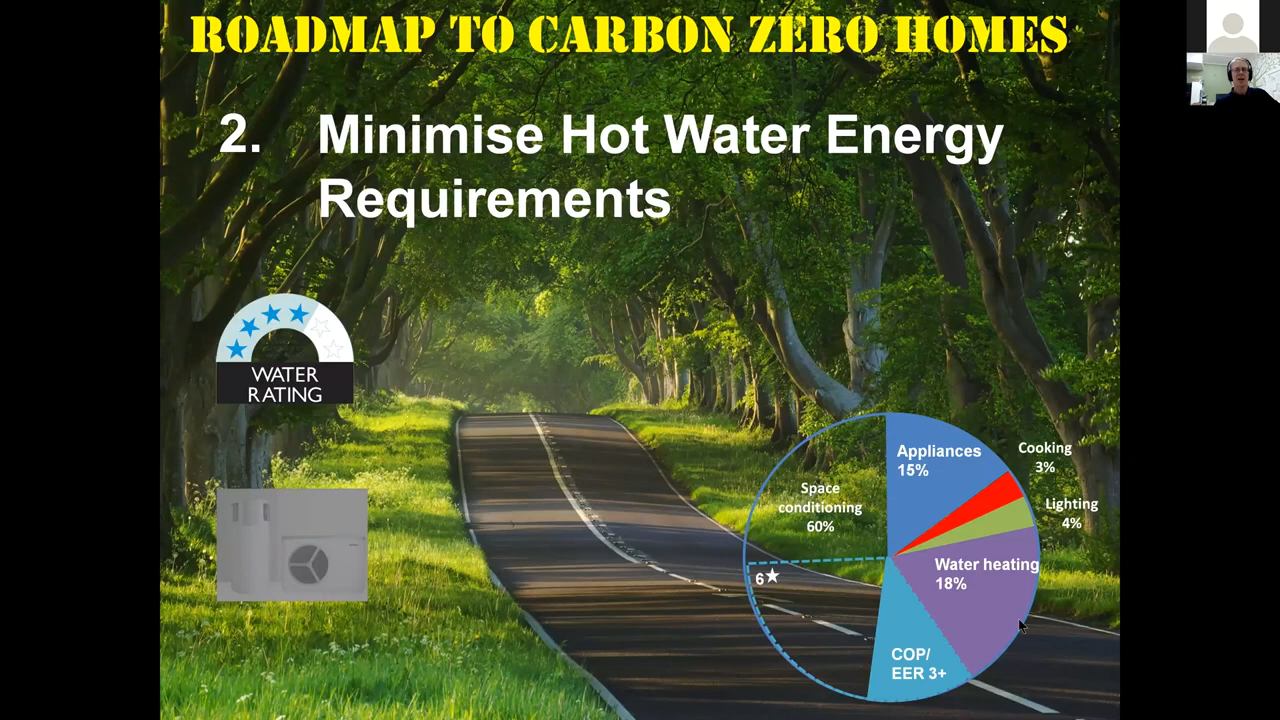 ROADMAP TO CARBON ZERO HOMES
2. Minimise Hot Water Energy
Requirements
WATER
RATING
Appliances
15%
Cooking
3%
Space
conditioning
60%
Lighting
4%
Water heating
18%
6★
COP/
EER 3+